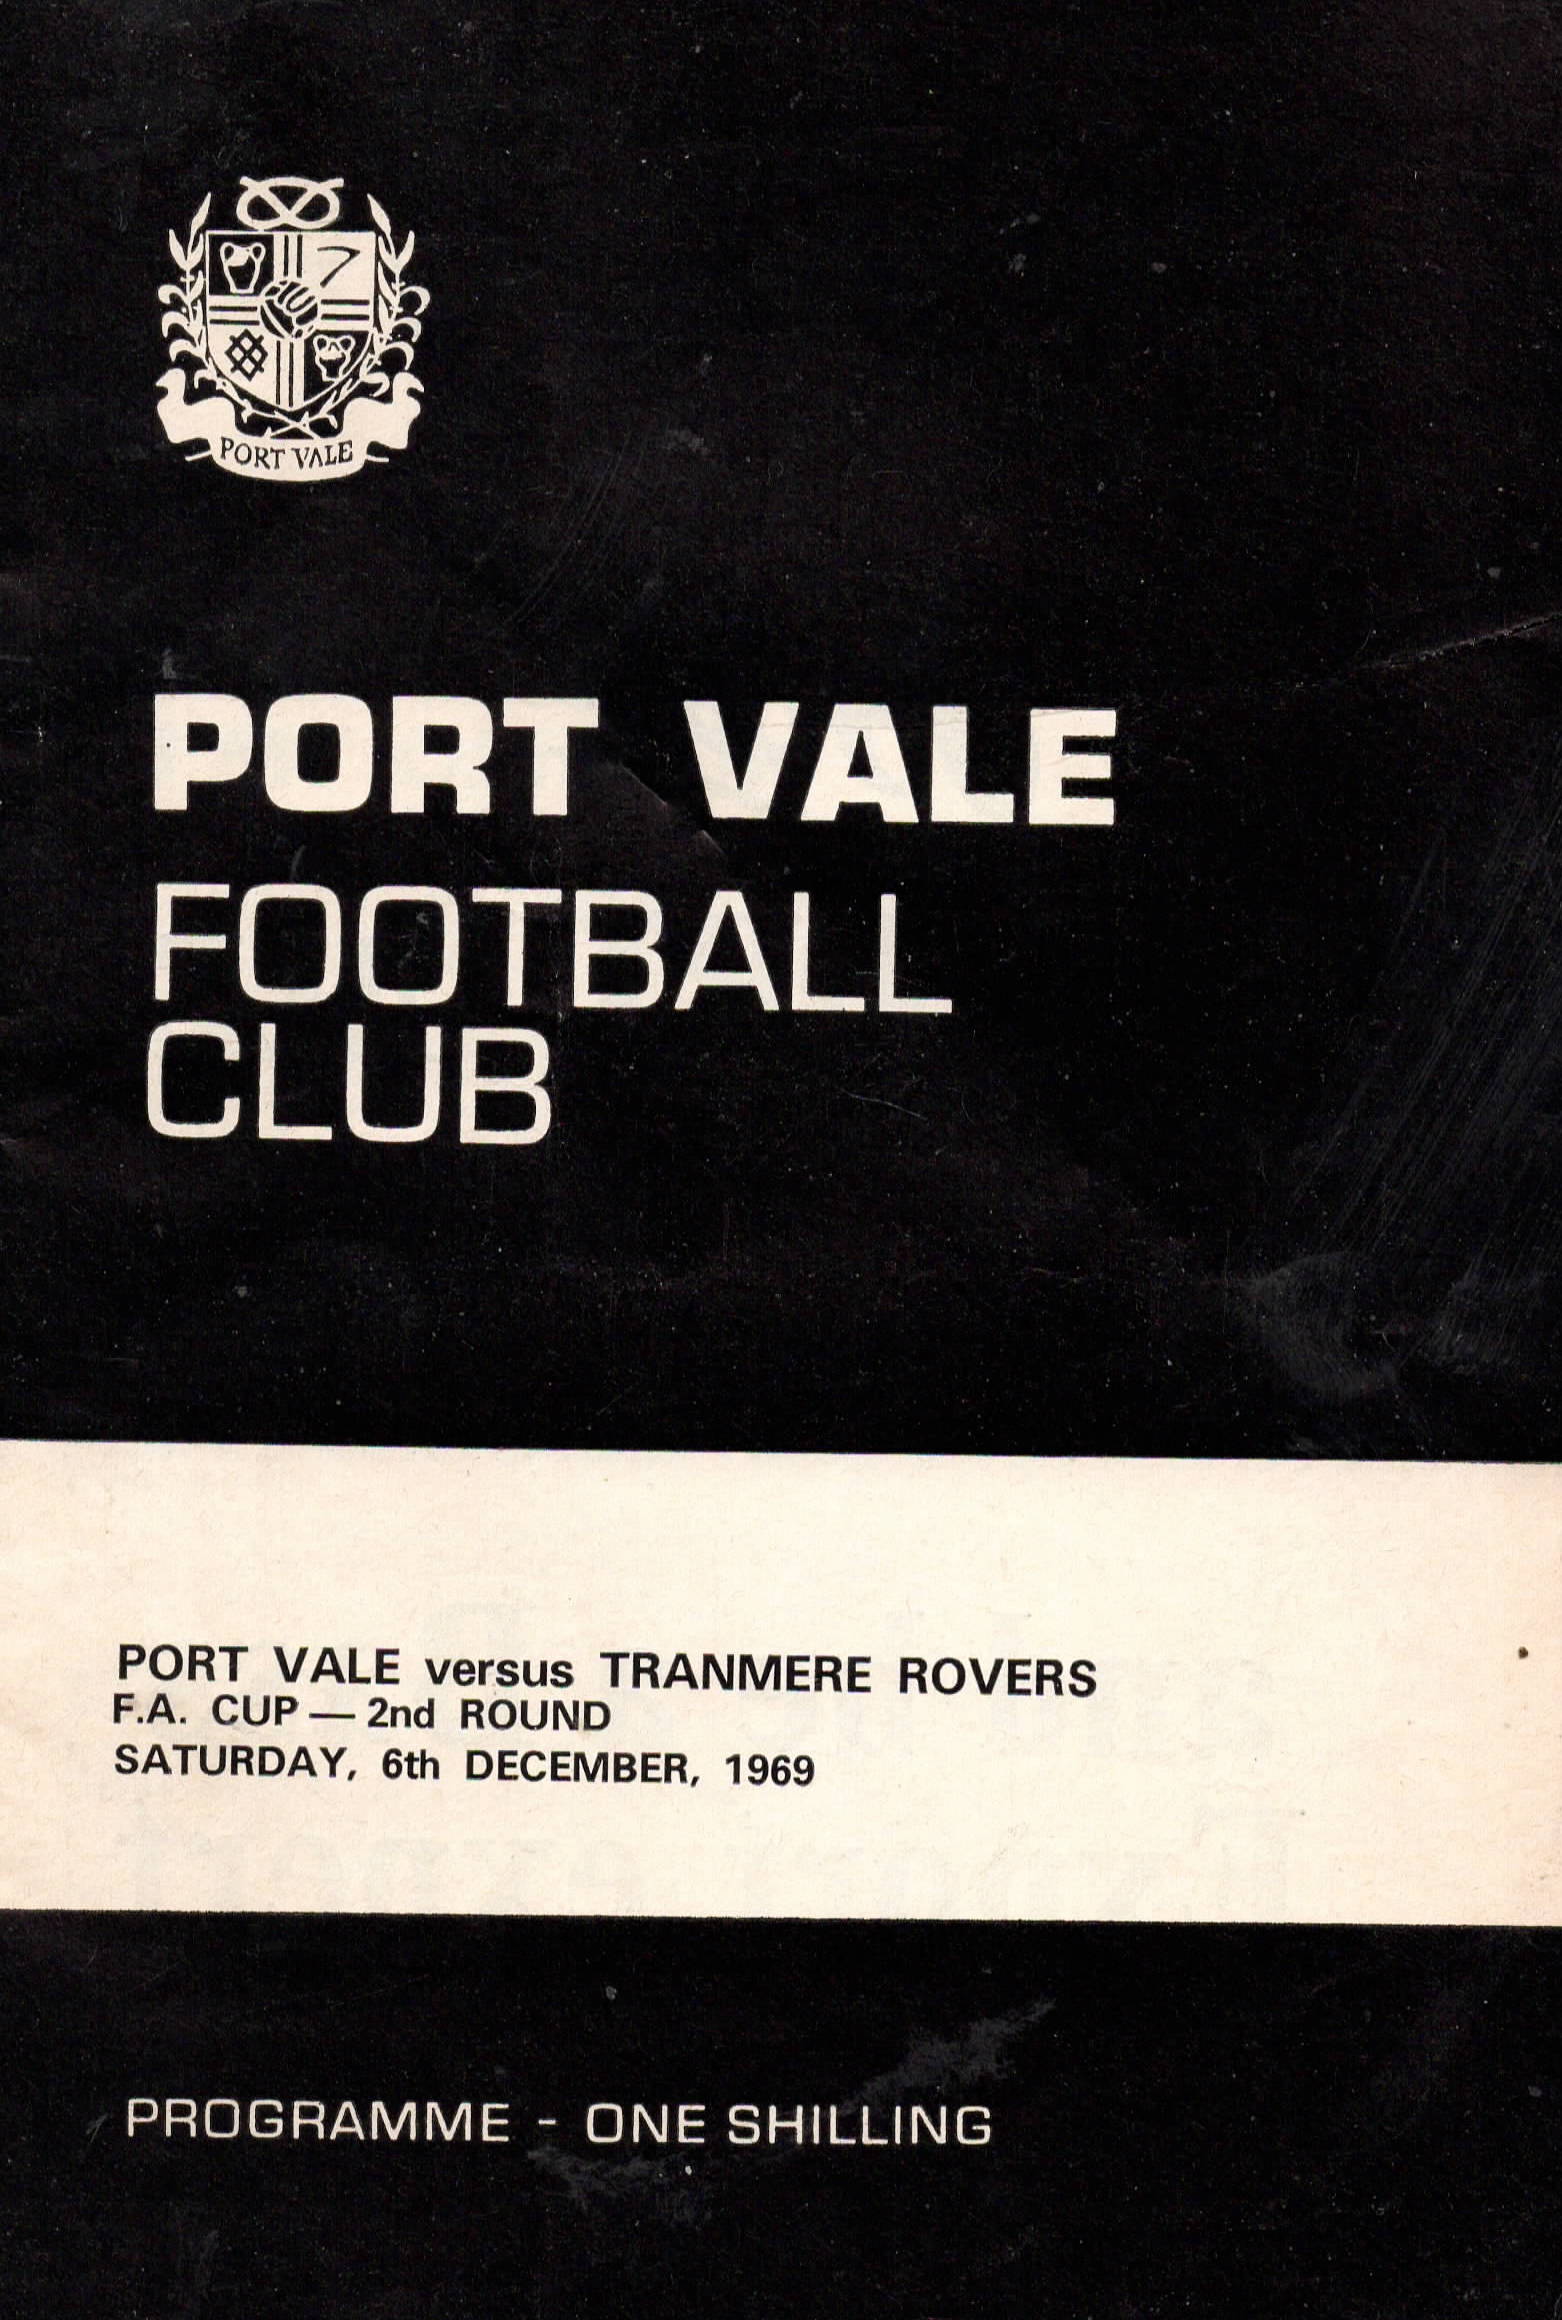 PORT VALE
PORT VALE
FOOTBALL
CLUB
PORT VALE versus TRANMERE ROVERS
F.A. CUP — 2nd ROUND
SATURDAY, 6th DECEMBER, 1969
PROGRAMME - ONE SHILLING